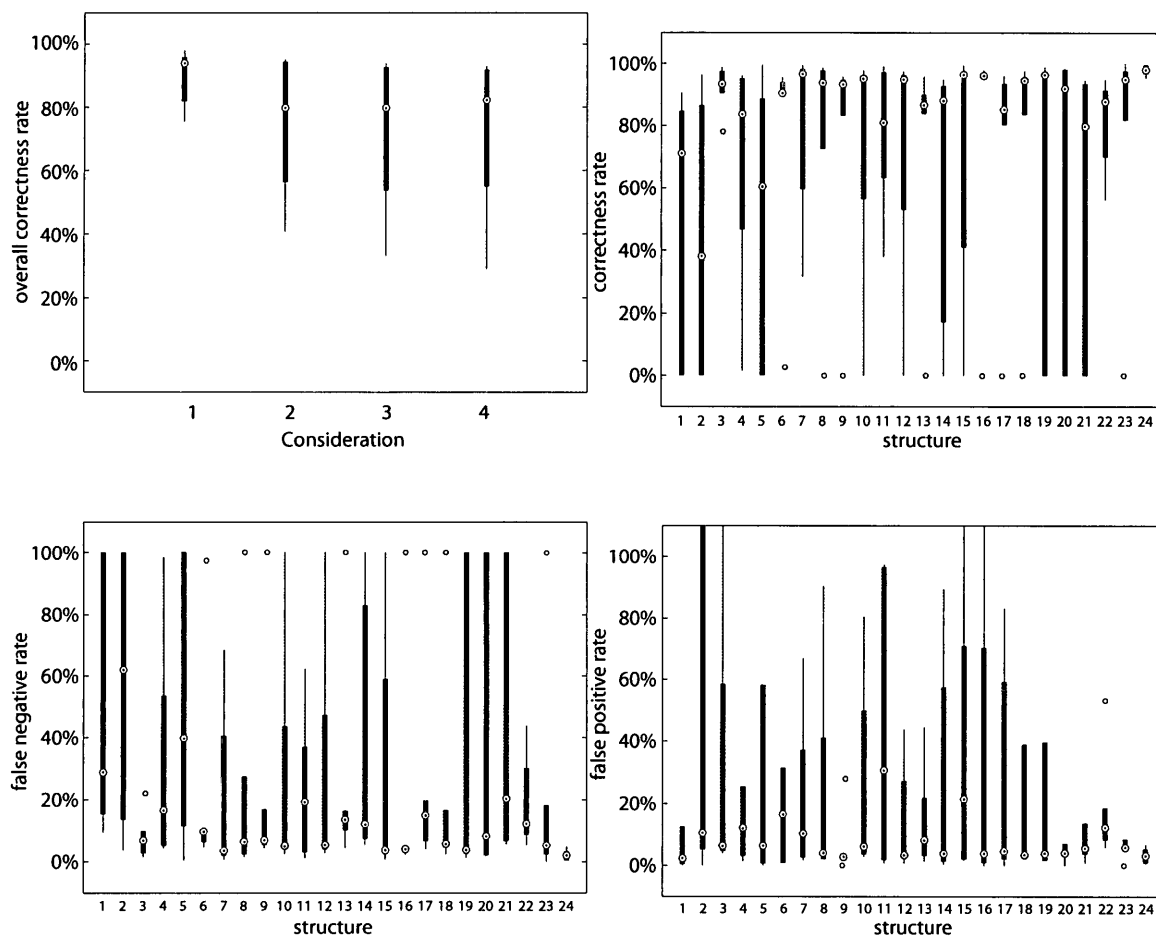 100%
80%
60%
40%
20%
0%
overall correctness rate
1 2 3 4
Consideration
100%
80%
60%
40%
20%
0%
correctness rate
1 2 3 4 5 6 7 8 9 10 11 12 13 14 15 16 17 18 19 20 21 22 23 24
structure
100%
80%
60%
40%
20%
0%
false negative rate
1 2 3 4 5 6 7 8 9 10 11 12 13 14 15 16 17 18 19 20 21 22 23 24
structure
100%
80%
60%
40%
20%
0%
false positive rate
1 2 3 4 5 6 7 8 9 10 11 12 13 14 15 16 17 18 19 20 21 22 23 24
structure